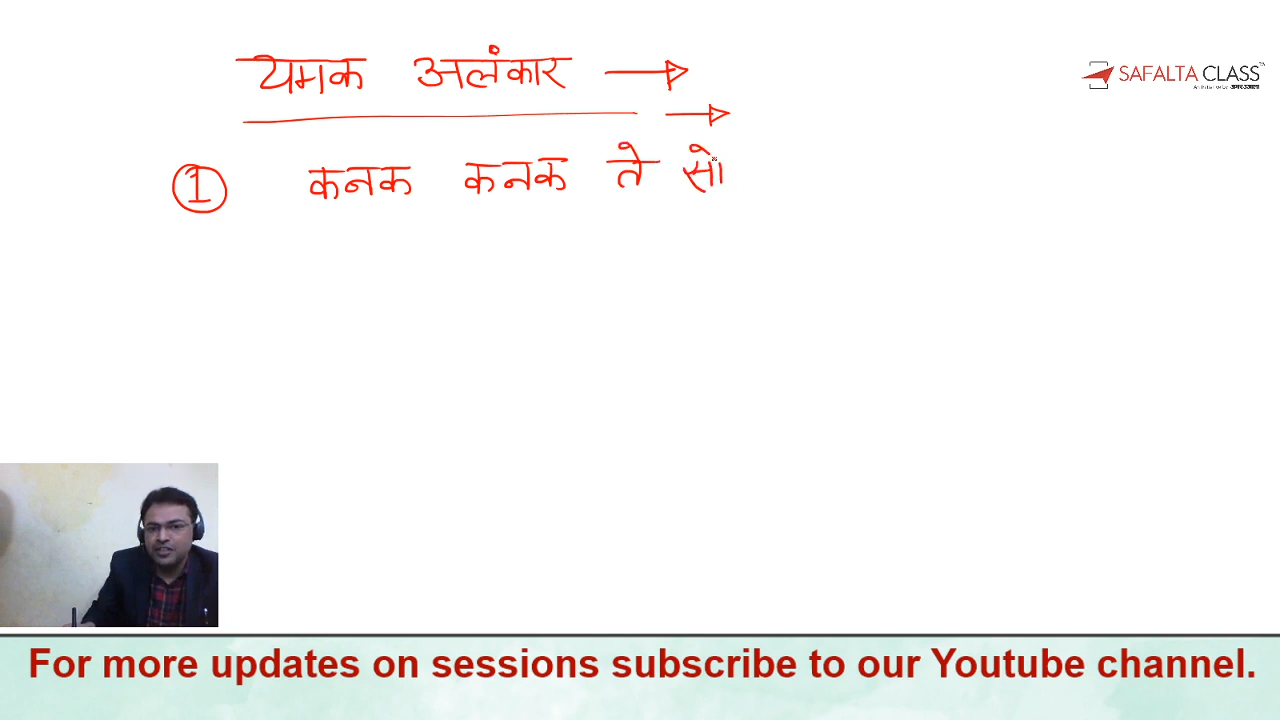 यमक अलंकार
SAFALTA CLASS
① कनक कनक ते सो
For more updates on sessions subscribe to our Youtube channel.